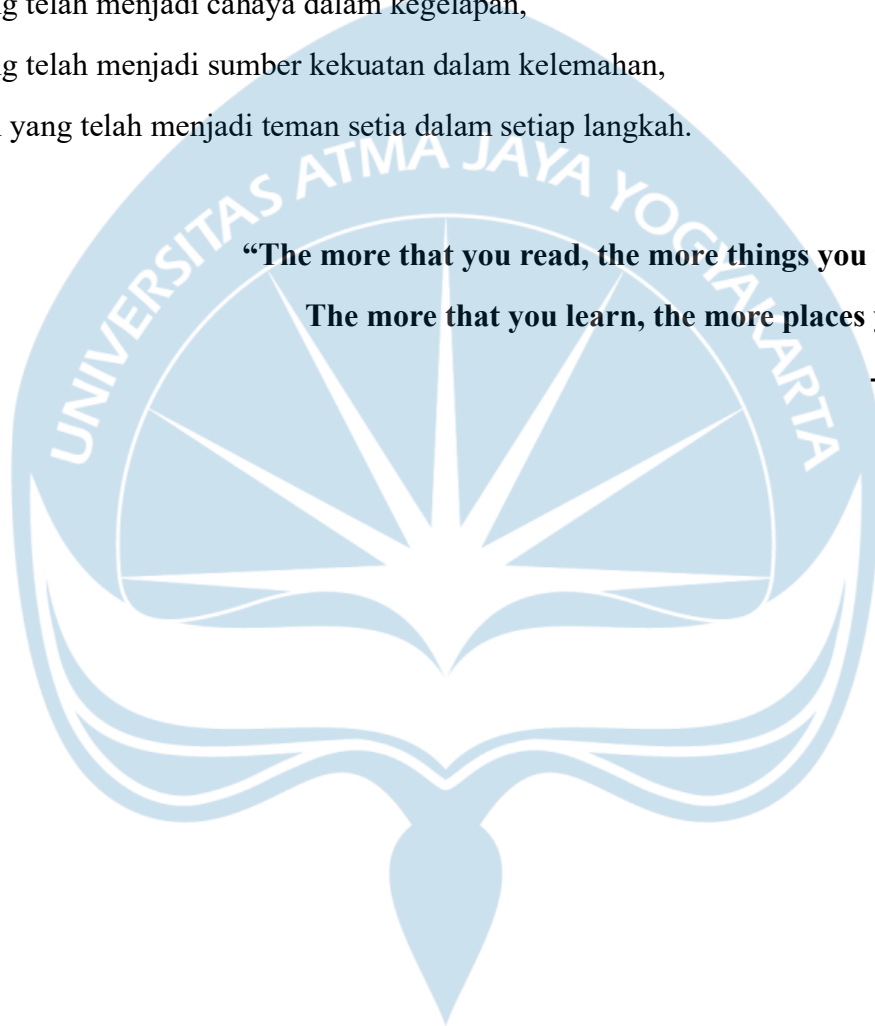 telah menjadi cahaya dalam kegelapan,
telah menjadi sumber kekuatan dalam kelemahan,
yang telah menjadi teman setia dalam setiap langkah.
UNIVERSITAS ATMA JAYA YOGYAKARTA
“The more that you read, the more things you
The more that you learn, the more places